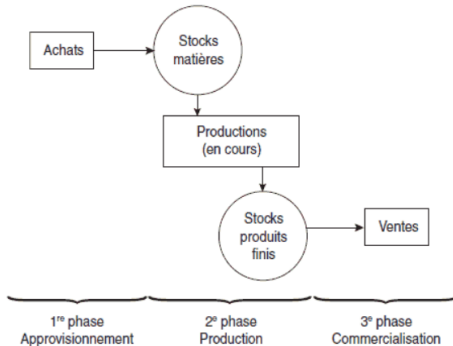 Achats
Stocks
matières
Productions
(en cours)
Stocks
produits
finis
Ventes
1re phase
Approvisionnement
2e phase
Production
3e phase
Commercialisation